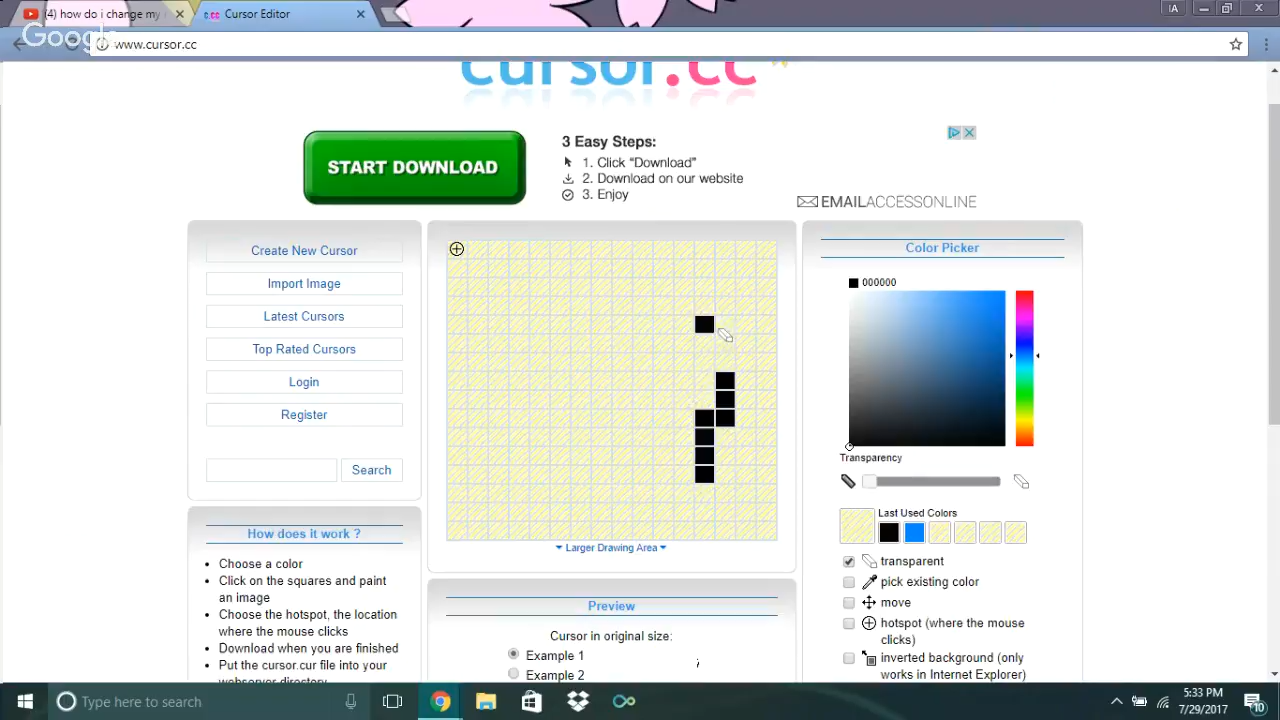 (4) how do i change my
Cursor Editor
IA
Google
www.cursor.cc
cursor.cc
START DOWNLOAD
3 Easy Steps:
1. Click “Download”
2. Download on our website
3. Enjoy
EMAILACCESSONLINE
Create New Cursor
Import Image
Latest Cursors
Top Rated Cursors
Login
Register
Search
How does it work ?
Choose a color
Click on the squares and paint
an image
Choose the hotspot, the location
where the mouse clicks
Download when you are finished
Put the cursor.cur file into your
webserver directory
Larger Drawing Area
Preview
Cursor in original size:
Example 1
Example 2
Color Picker
000000
Transparency
Last Used Colors
transparent
pick existing color
move
hotspot (where the mouse
clicks)
inverted background (only
works in Internet Explorer)
Type here to search
5:33 PM
7/29/2017
10